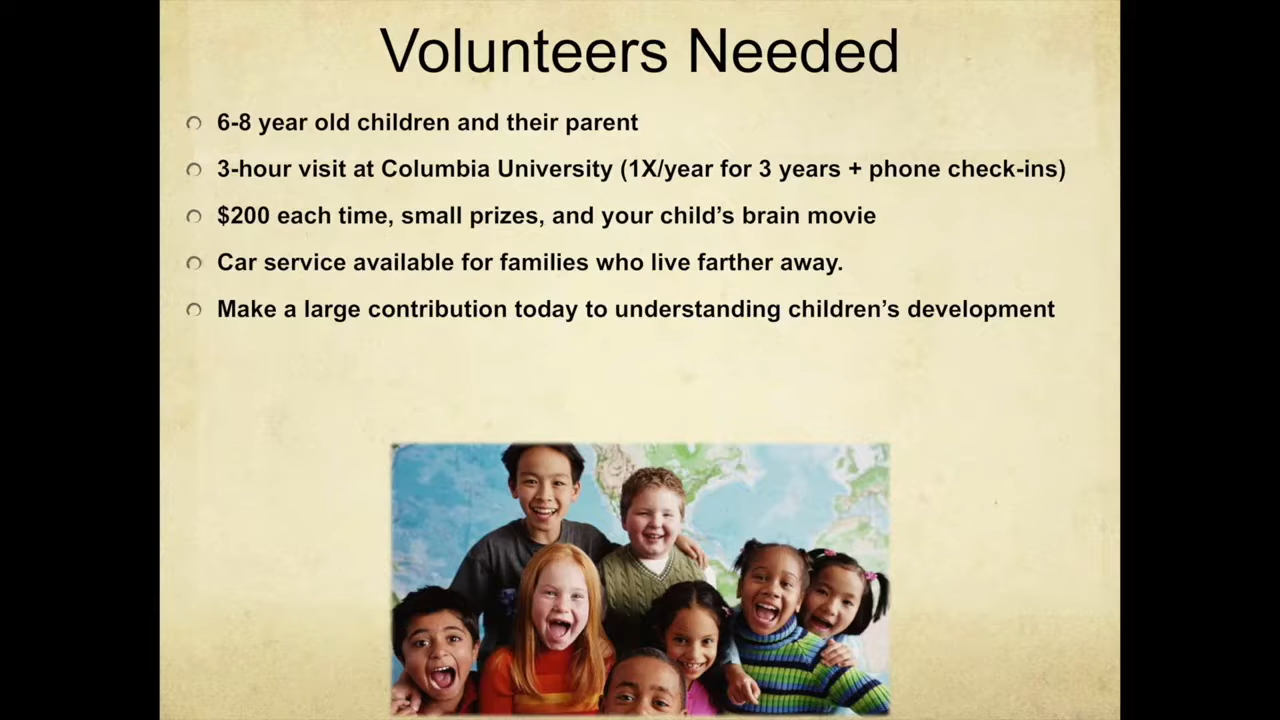 Volunteers Needed
6-8 year old children and their parent
3-hour visit at Columbia University (1X/year for 3 years + phone check-ins)
$200 each time, small prizes, and your child’s brain movie
Car service available for families who live farther away.
Make a large contribution today to understanding children’s development